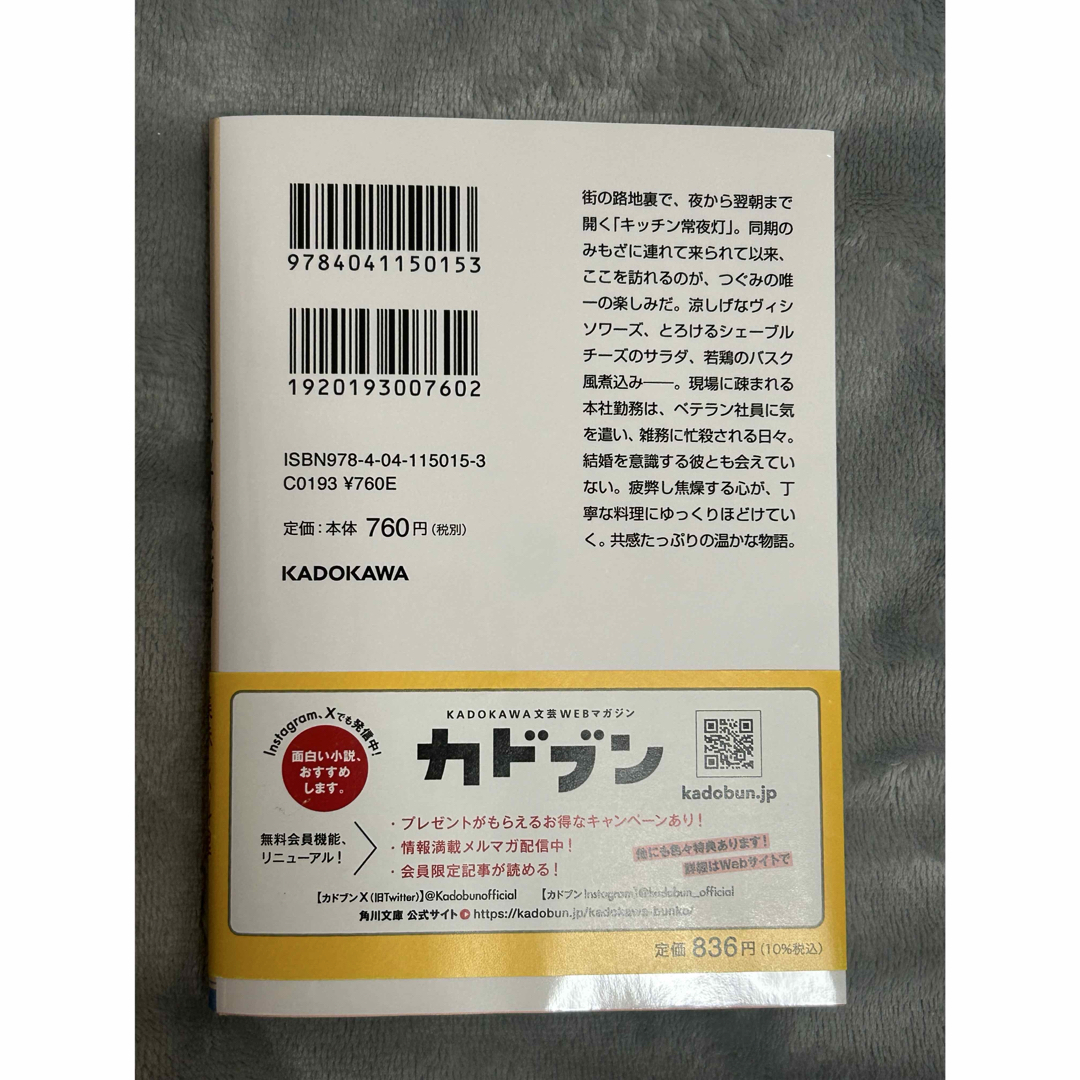 9784041150153
1920193007602
ISBN978-4-04-115015-3
C0193 ¥760E
定価：本体 760円（税別）
KADOKAWA
街の路地裏で、夜から翌朝まで
開く「キッチン常夜灯」。同期の
みもざに連れて来られて以来、
ここを訪れるのが、つぐみの唯
一の楽しみだ。涼しげなヴィシ
ソワーズ、とろけるシェーブル
チーズのサラダ、若鶏のバスク
風煮込み――。現場に疎まれる
本社勤務は、ベテラン社員に気
を遣い、雑務に忙殺される日々。
結婚を意識する彼とも会えてい
ない。疲弊し焦燥する心が、丁
寧な料理にゆっくりほどけてい
く。共感たっぷりの温かな物語。
Instagram、Xでも発信中！
面白い小説、
おすすめ
します。
無料会員機能、
リニューアル！
KADOKAWA文芸WEBマガジン
カドブン
kadobun.jp
・プレゼントがもらえるお得なキャンペーンあり！
・情報満載メルマガ配信中！
・会員限定記事が読める！
他にも色々特典あります！
詳細はWebサイトで
【カドブンX（旧Twitter）】@Kadobunofficial 【カドブンInstagram】@kadobun_official
角川文庫 公式サイト https://kadobun.jp/kadokawa-bunko/
定価 836円（10%税込）